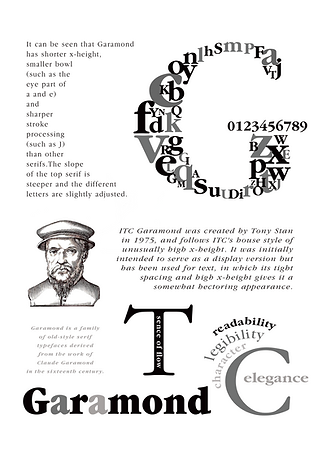 It can be seen that Garamond
has shorter x-height,
smaller bowl
(such as the
eye part of
a and e)
and
sharper
stroke
processing
(such as J)
than other
serifs.The slope
of the top serif is
steeper and the different
letters are slightly adjusted.
0123456789
ITC Garamond was created by Tony Stan
in 1975, and follows ITC's house style of
unusually high x-height. It was initially
intended to serve as a display version but
has been used for text, in which its tight
spacing and high x-height gives it a
somewhat hectoring appearance.
Garamond is a family
of old-style serif
typefaces derived
from the work of
Claude Garamond
in the sixteenth century.
T
sence of flow
readability
legibility
character
C
elegance
Garamond